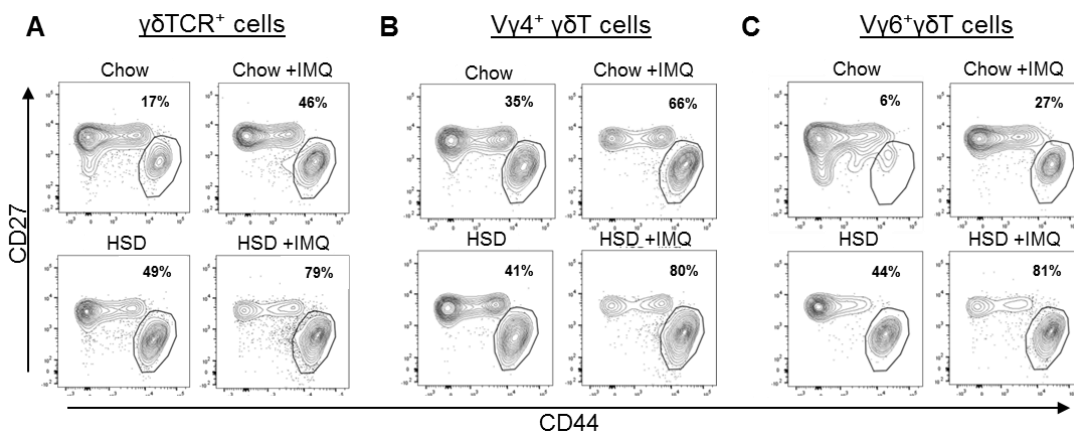 A γδTCR⁺ cells B Vγ4⁺ γδT cells C Vγ6⁺γδT cells
Chow Chow +IMQ Chow Chow +IMQ Chow Chow +IMQ
17% 46% 35% 66% 6% 27%
HSD HSD +IMQ HSD HSD +IMQ HSD HSD +IMQ
49% 79% 41% 80% 44% 81%
CD27
CD44